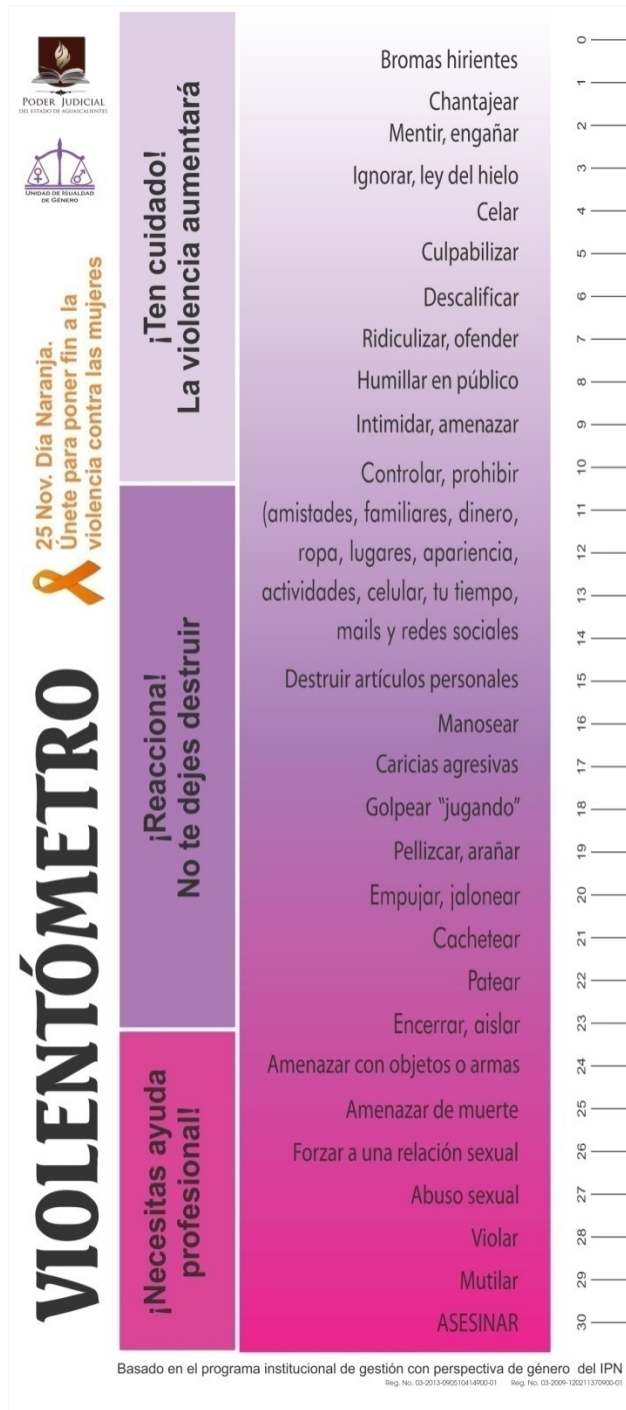 PODER JUDICIAL
DEL ESTADO DE AGUASCALIENTES
UNIDAD DE IGUALDAD
DE GÉNERO
25 Nov. Día Naranja.
Únete para poner fin a la
violencia contra las mujeres
VIOLENTÓMETRO
¡Ten cuidado!
La violencia aumentará
¡Reacciona!
No te dejes destruir
¡Necesitas ayuda
profesional!
Bromas hirientes
Chantajear
Mentir, engañar
Ignorar, ley del hielo
Celar
Culpabilizar
Descalificar
Ridiculizar, ofender
Humillar en público
Intimidar, amenazar
Controlar, prohibir
(amistades, familiares, dinero,
ropa, lugares, apariencia,
actividades, celular, tu tiempo,
mails y redes sociales
Destruir artículos personales
Manosear
Caricias agresivas
Golpear “jugando”
Pellizcar, arañar
Empujar, jalonear
Cachetear
Patear
Encerrar, aislar
Amenazar con objetos o armas
Amenazar de muerte
Forzar a una relación sexual
Abuso sexual
Violar
Mutilar
ASESINAR
0
1
2
3
4
5
6
7
8
9
10
11
12
13
14
15
16
17
18
19
20
21
22
23
24
25
26
27
28
29
30
Basado en el programa institucional de gestión con perspectiva de género del IPN
Reg. No. 03-2013-090510414900-01 Reg. No. 03-2009-120211370900-01